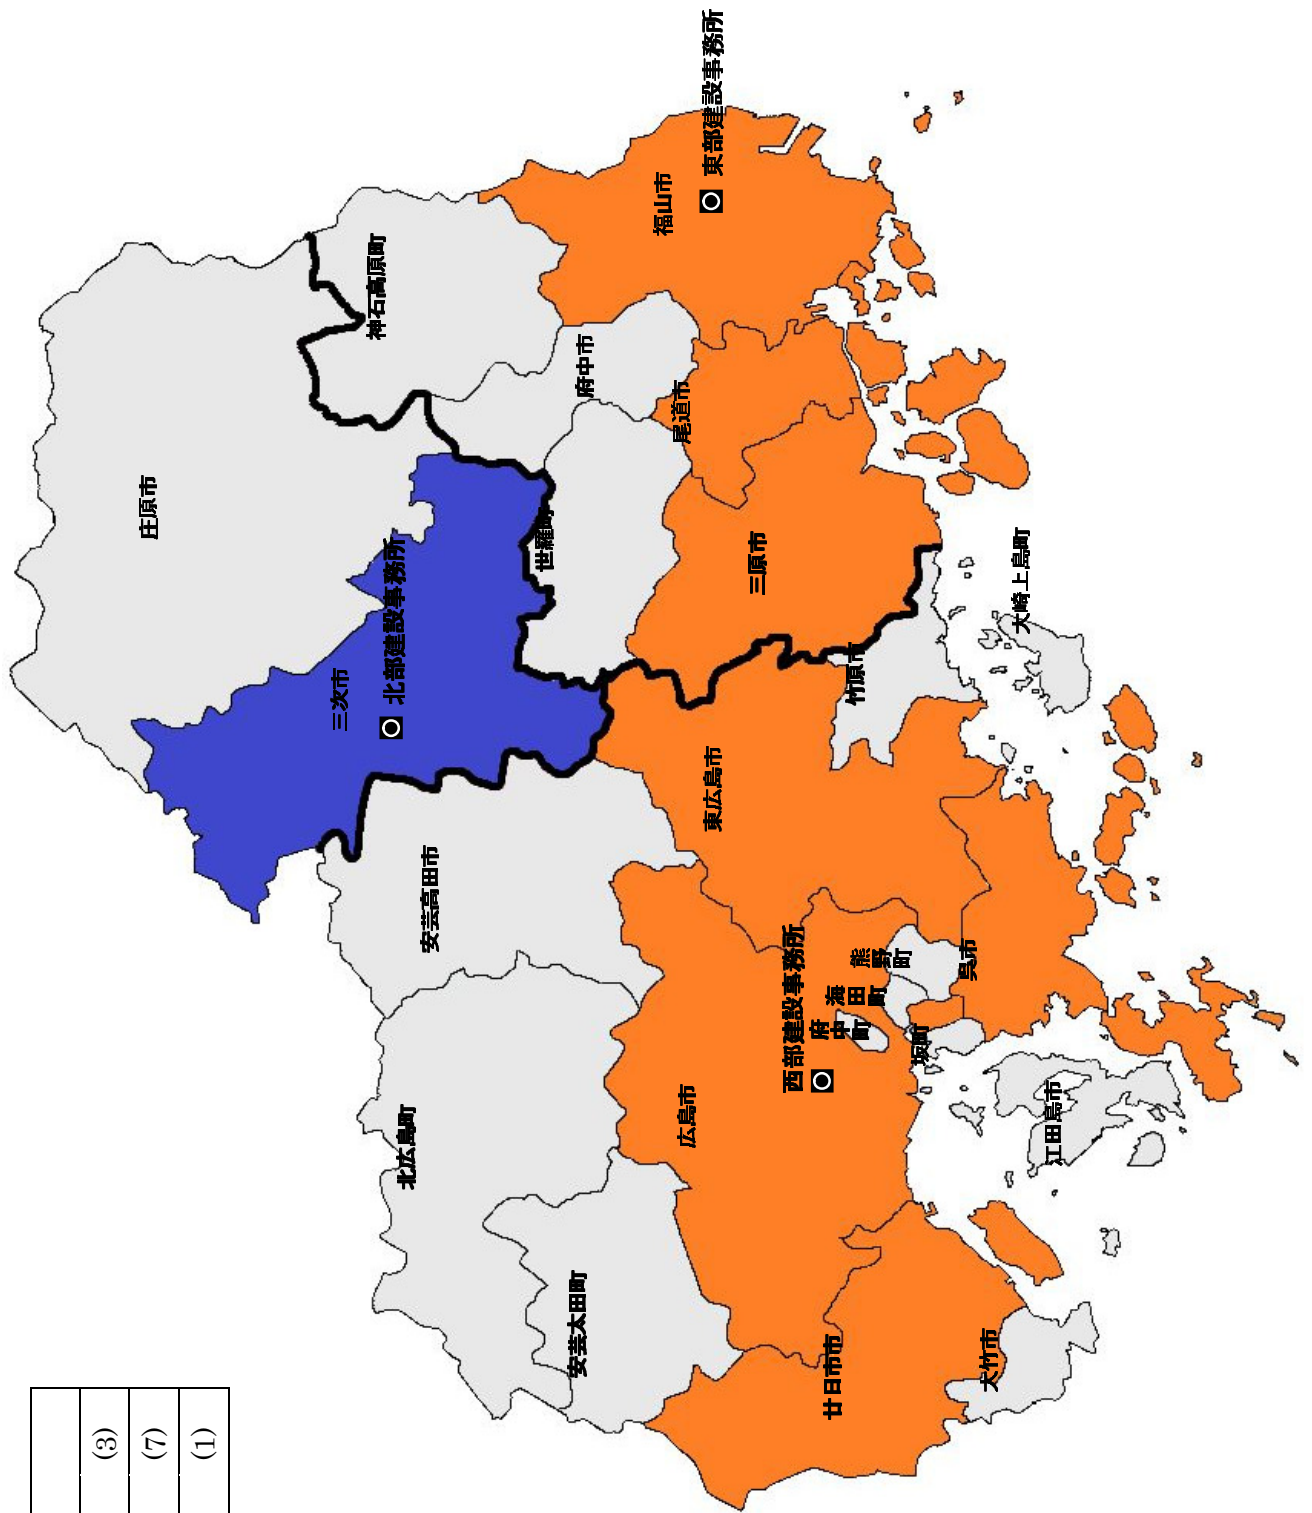 庄原市
三次市
北部建設事務所
神石高原町
安芸高田市
北広島町
府中市
世羅町
安芸太田町
福山市
東部建設事務所
尾道市
三原市
東広島市
広島市
西部建設事務所
府中町
海田町
熊野町
坂町
呉市
竹原市
大崎上島町
廿日市市
大竹市
江田島市
(3)
(7)
(1)